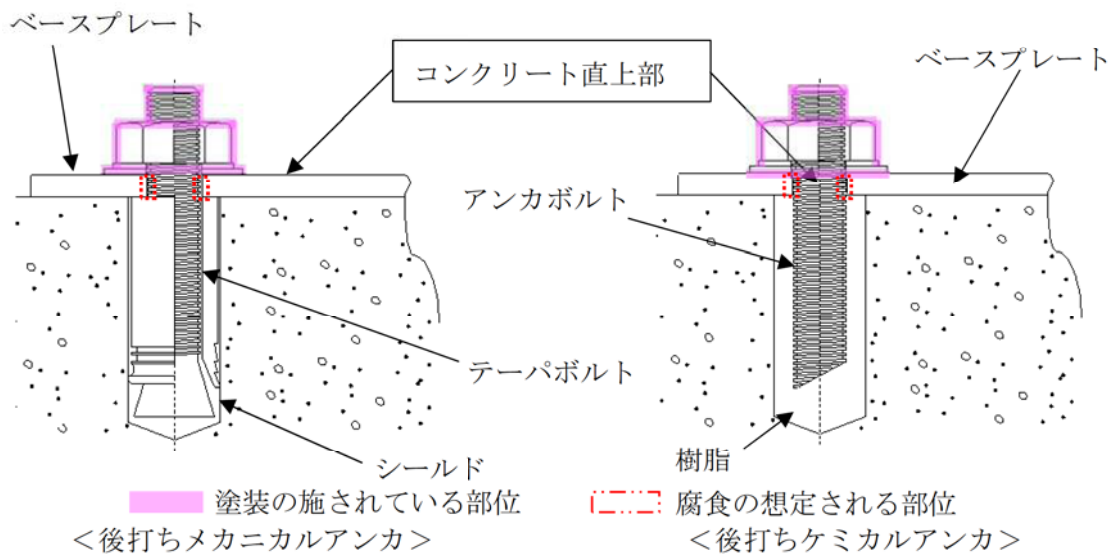 ベースプレート
コンクリート直上部
ベースプレート
アンカボルト
テーパボルト
シールド
樹脂
塗装の施されている部位
腐食の想定される部位
＜後打ちメカニカルアンカ＞
＜後打ちケミカルアンカ＞